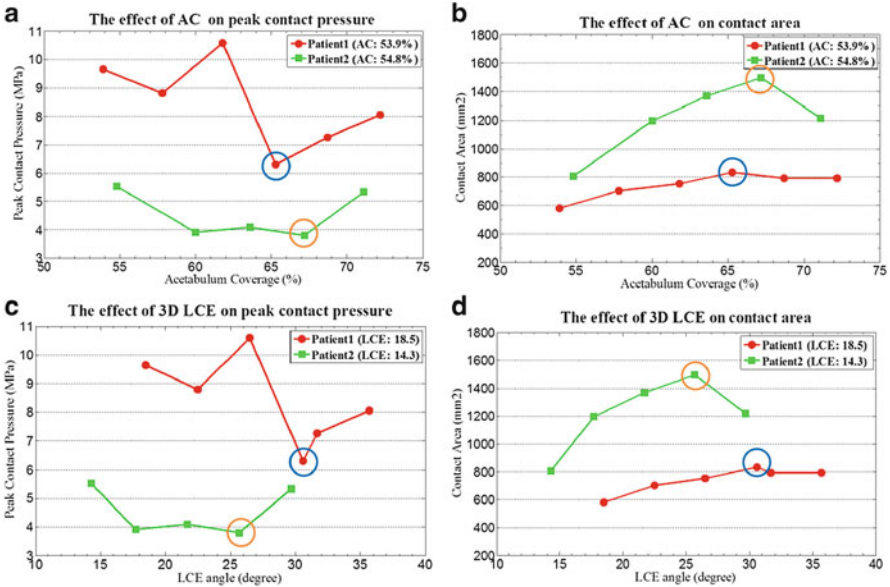 a
The effect of AC on peak contact pressure
Peak Contact Pressure (MPa)
11
10
9
8
7
6
5
4
3
Patient1 (AC: 53.9%)
Patient2 (AC: 54.8%)
50 55 60 65 70 75
Acetabulum Coverage (%)
b
The effect of AC on contact area
Contact Area (mm2)
1800
1600
1400
1200
1000
800
600
400
200
Patient1 (AC: 53.9%)
Patient2 (AC: 54.8%)
50 55 60 65 70 75
Acetabulum Coverage (%)
c
The effect of 3D LCE on peak contact pressure
Peak Contact Pressure (MPa)
11
10
9
8
7
6
5
4
3
Patient1 (LCE: 18.5)
Patient2 (LCE: 14.3)
10 15 20 25 30 35 40
LCE angle (degree)
d
The effect of 3D LCE on contact area
Contact Area (mm2)
1800
1600
1400
1200
1000
800
600
400
200
Patient1 (LCE: 18.5)
Patient2 (LCE: 14.3)
10 15 20 25 30 35 40
LCE angle (degree)